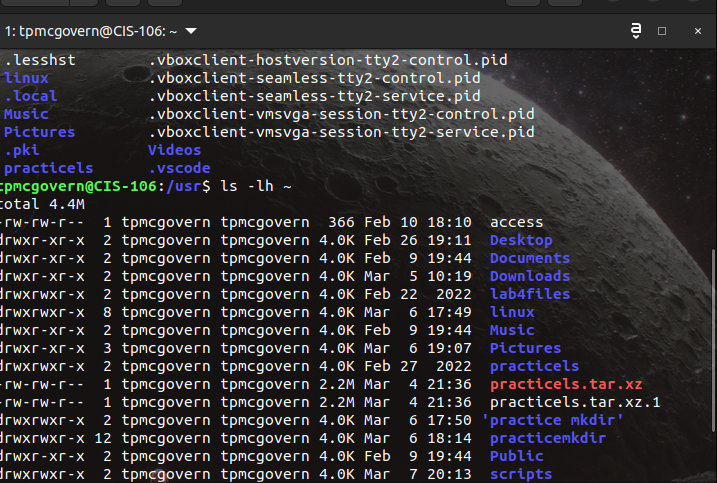 1: tpmcgovern@CIS-106: ~
.lesshst .vboxclient-hostversion-tty2-control.pid
linux .vboxclient-seamless-tty2-control.pid
.local .vboxclient-seamless-tty2-service.pid
Music .vboxclient-vmsvga-session-tty2-control.pid
Pictures .vboxclient-vmsvga-session-tty2-service.pid
.pki Videos
practicels .vscode
tpmcgovern@CIS-106:/usr$ ls -lh ~
total 4.4M
-rw-rw-r-- 1 tpmcgovern tpmcgovern 366 Feb 10 18:10 access
drwxr-xr-x 2 tpmcgovern tpmcgovern 4.0K Feb 26 19:11 Desktop
drwxr-xr-x 2 tpmcgovern tpmcgovern 4.0K Feb 9 19:44 Documents
drwxr-xr-x 2 tpmcgovern tpmcgovern 4.0K Mar 5 10:19 Downloads
drwxrwxr-x 2 tpmcgovern tpmcgovern 4.0K Feb 22 2022 lab4files
drwxrwxr-x 8 tpmcgovern tpmcgovern 4.0K Mar 6 17:49 linux
drwxr-xr-x 2 tpmcgovern tpmcgovern 4.0K Feb 9 19:44 Music
drwxr-xr-x 3 tpmcgovern tpmcgovern 4.0K Mar 6 19:07 Pictures
drwxrwxr-x 2 tpmcgovern tpmcgovern 4.0K Feb 27 2022 practicels
-rw-rw-r-- 1 tpmcgovern tpmcgovern 2.2M Mar 4 21:36 practicels.tar.xz
-rw-rw-r-- 1 tpmcgovern tpmcgovern 2.2M Mar 4 21:36 practicels.tar.xz.1
drwxrwxr-x 2 tpmcgovern tpmcgovern 4.0K Mar 6 17:50 'practice mkdir'
drwxrwxr-x 12 tpmcgovern tpmcgovern 4.0K Mar 6 18:14 practicemkdir
drwxr-xr-x 2 tpmcgovern tpmcgovern 4.0K Feb 9 19:44 Public
drwxrwxr-x 2 tpmcgovern tpmcgovern 4.0K Mar 7 20:13 scripts